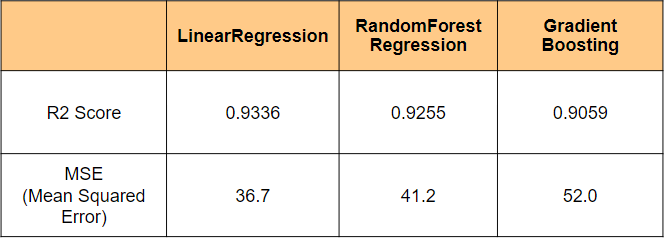 LinearRegression
RandomForest
Regression
Gradient
Boosting
R2 Score
0.9336
0.9255
0.9059
MSE
(Mean Squared
Error)
36.7
41.2
52.0